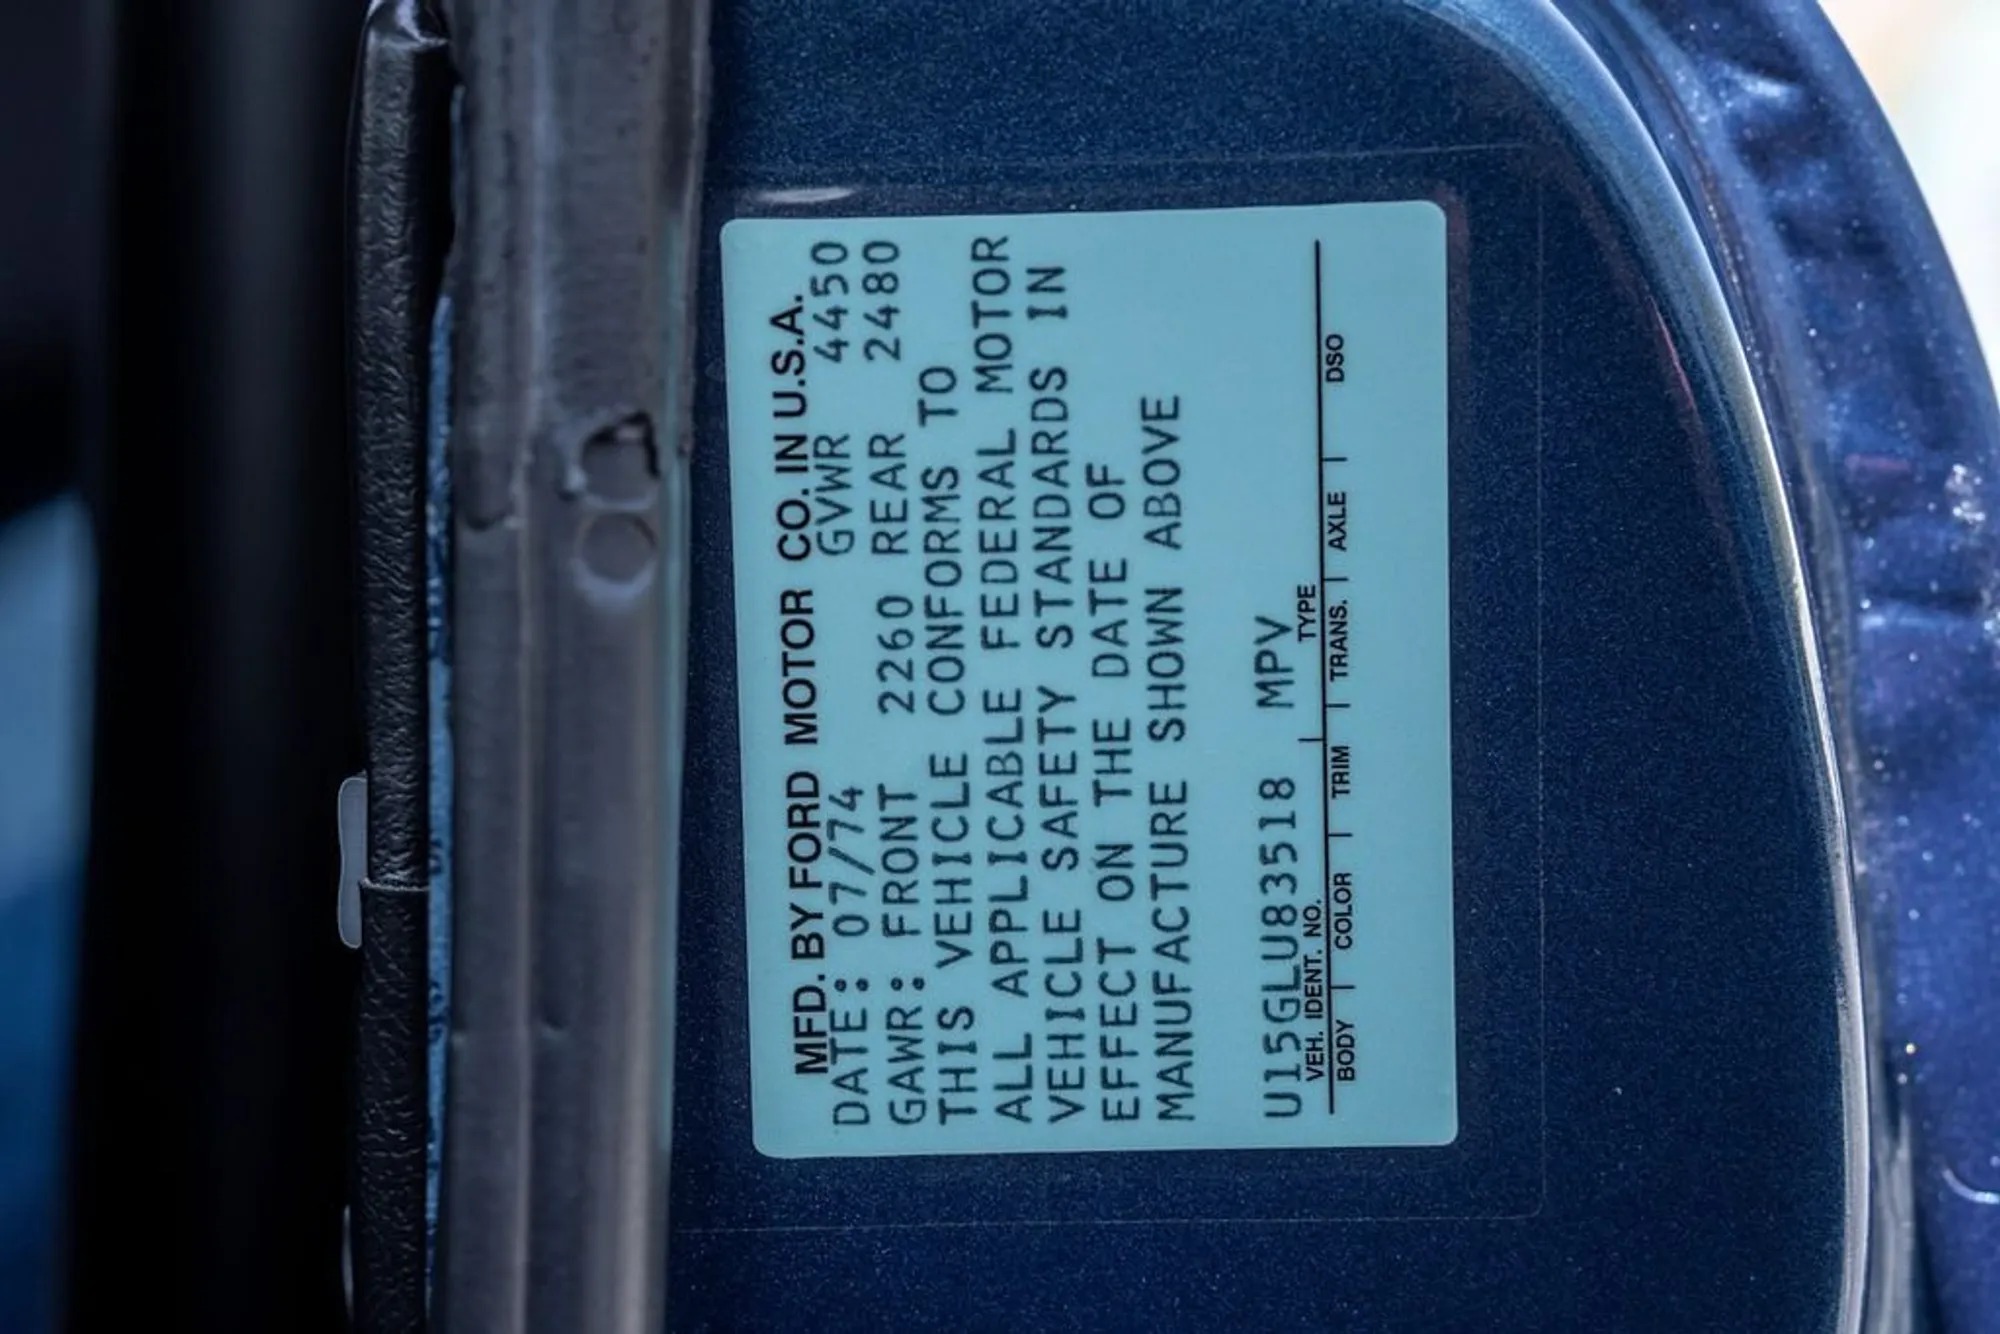 MFD. BY FORD MOTOR CO. IN U.S.A.
DATE: 07/74 GVWR 4450
GAWR: FRONT 2260 REAR 2480
THIS VEHICLE CONFORMS TO
ALL APPLICABLE FEDERAL MOTOR
VEHICLE SAFETY STANDARDS IN
EFFECT ON THE DATE OF
MANUFACTURE SHOWN ABOVE
U15GLU83518 MPV
VEH. IDENT. NO. TYPE
BODY COLOR TRIM TRANS. AXLE DSO